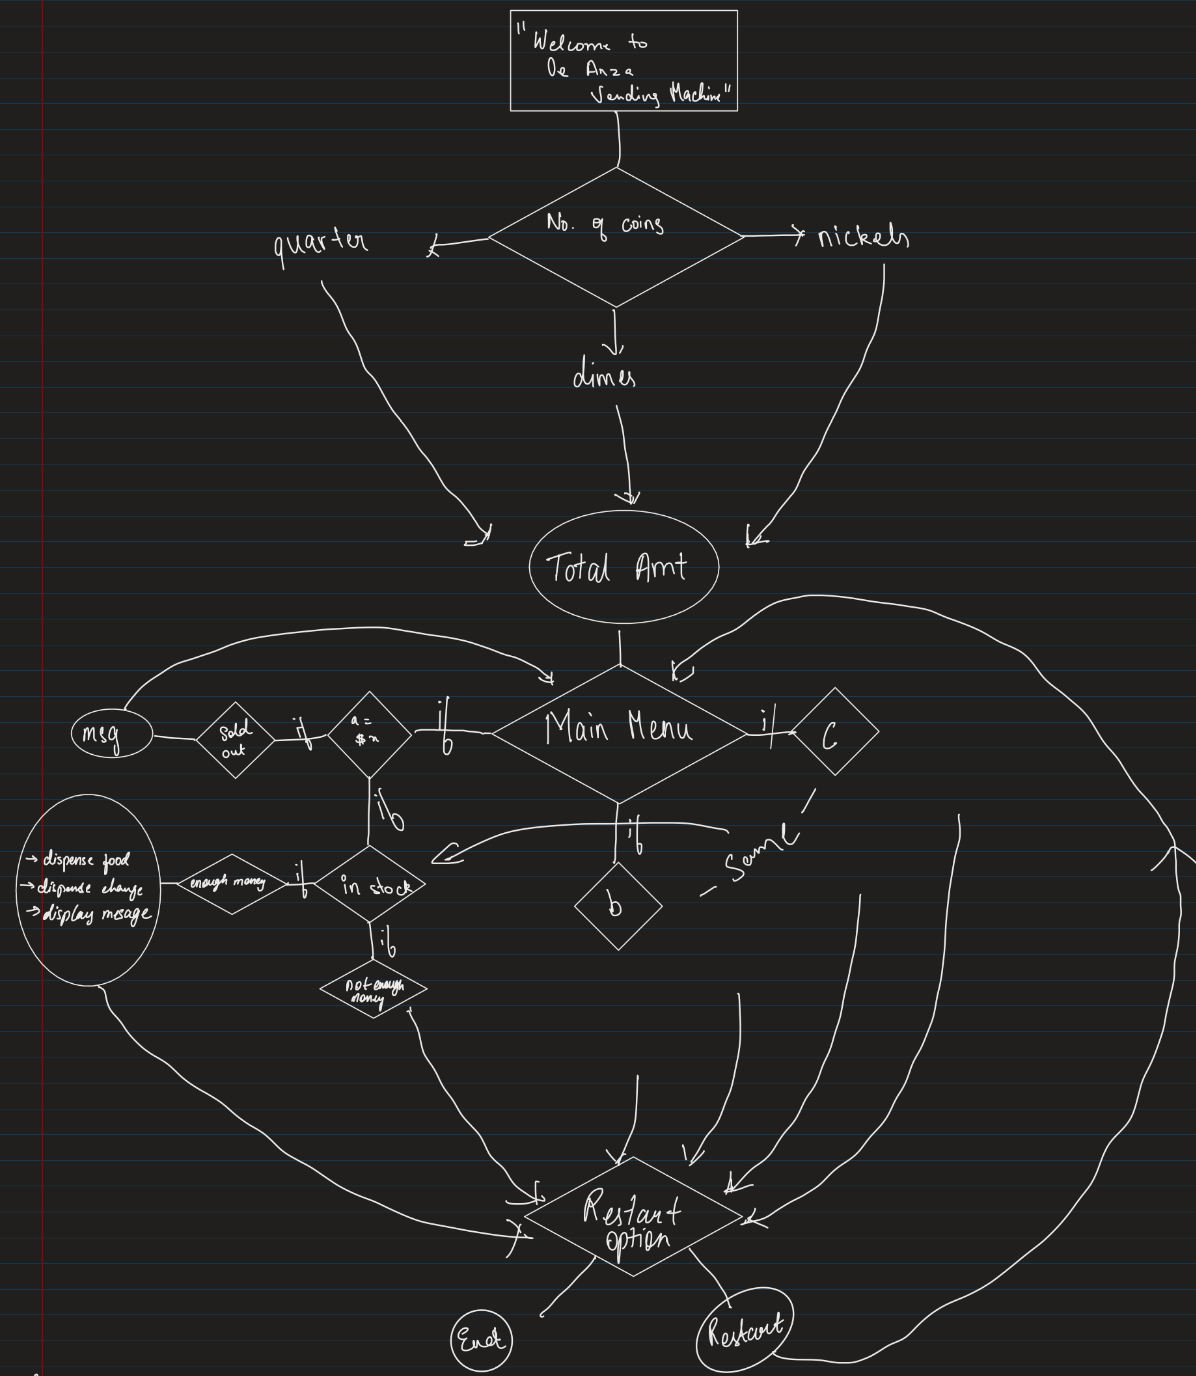 "Welcome to
De Anza
Vending Machine"
No. of coins
quarter
nickels
dimes
Total Amt
msg
sold
out
if
a =
$ n
if
Main Menu
if
c
if
if
b
same
→ dispense food
→ dispense change
→ display mesage
enough money
if
in stock
if
not enough
money
Restart
option
End
Restart